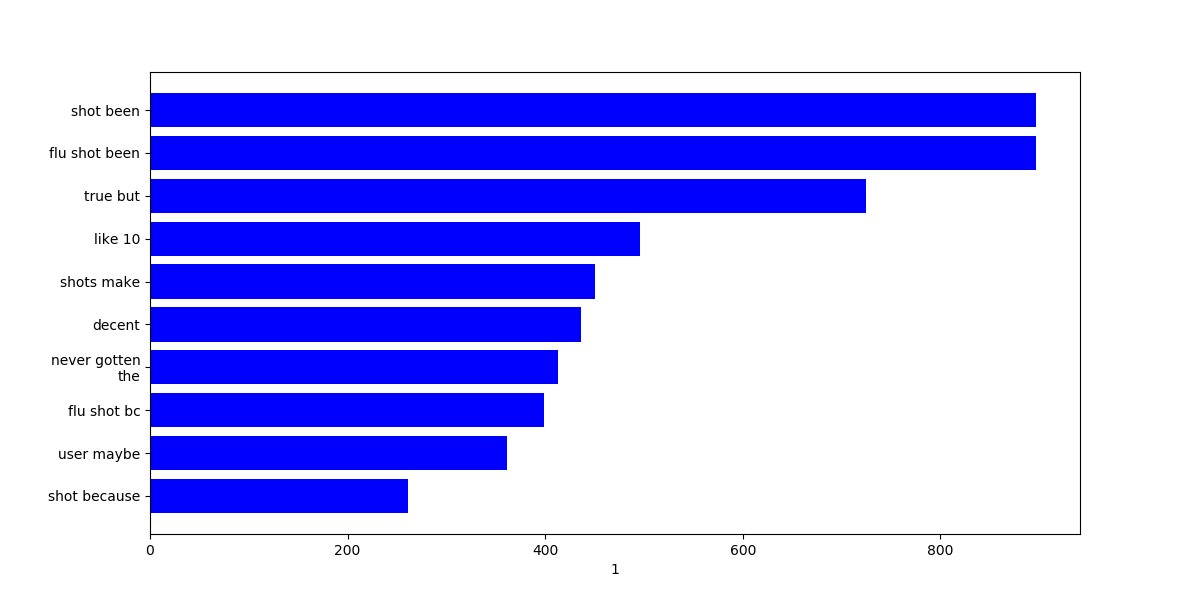 shot been
flu shot been
true but
like 10
shots make
decent
never gotten
the
flu shot bc
user maybe
shot because
0 200 400 600 800
1